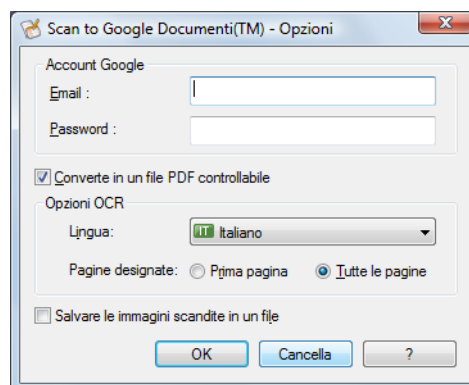 Scan to Google Documenti(TM) - Opzioni
Account Google
Email :
Password :
Converte in un file PDF controllabile
Opzioni OCR
Lingua: IT Italiano
Pagine designate: Prima pagina Tutte le pagine
Salvare le immagini scandite in un file
OK Cancella ?